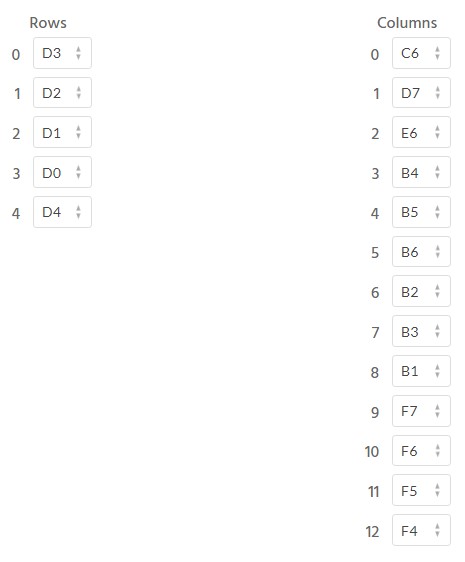 Rows Columns
0 D3 0 C6
1 D2 1 D7
2 D1 2 E6
3 D0 3 B4
4 D4 4 B5
5 B6
6 B2
7 B3
8 B1
9 F7
10 F6
11 F5
12 F4